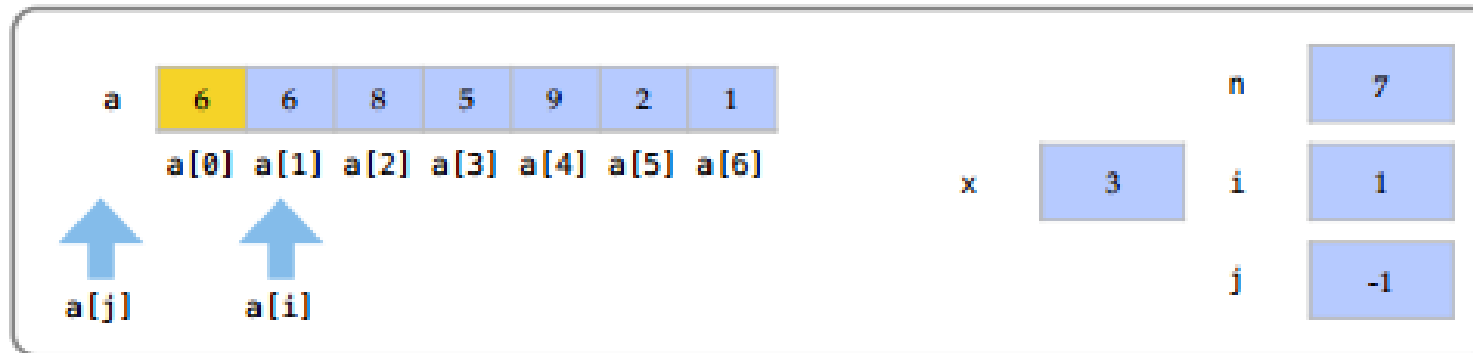 n 7
a 6 6 8 5 9 2 1
a[0] a[1] a[2] a[3] a[4] a[5] a[6]
x 3 i 1
j -1
a[j] a[i]